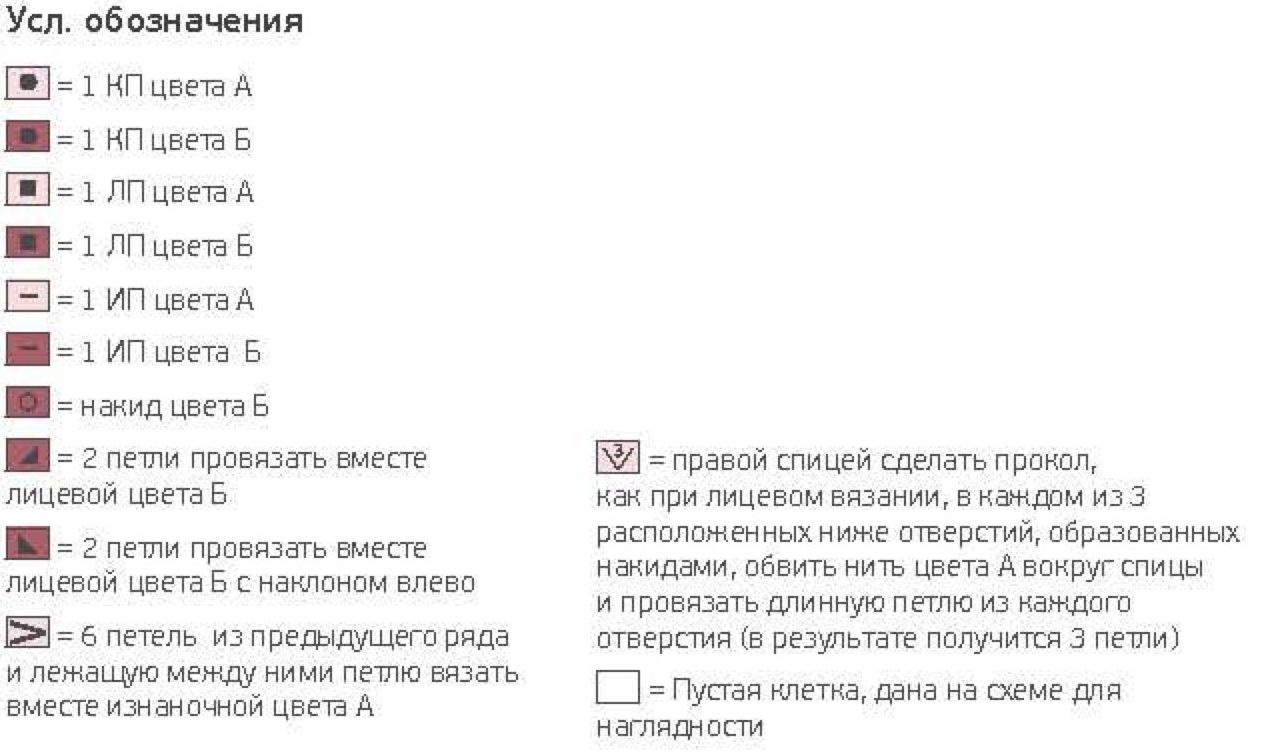 Усл. обозначения
= 1 КП цвета А
= 1 КП цвета Б
= 1 ЛП цвета А
= 1 ЛП цвета Б
= 1 ИП цвета А
= 1 ИП цвета Б
= накид цвета Б
= 2 петли провязать вместе
лицевой цвета Б
= 2 петли провязать вместе
лицевой цвета Б с наклоном влево
= 6 петель из предыдущего ряда
и лежащую между ними петлю вязать
вместе изнаночной цвета А
3 = правой спицей сделать прокол,
как при лицевом вязании, в каждом из 3
расположенных ниже отверстий, образованных
накидами, обвить нить цвета А вокруг спицы
и провязать длинную петлю из каждого
отверстия (в результате получится 3 петли)
= Пустая клетка, дана на схеме для
наглядности